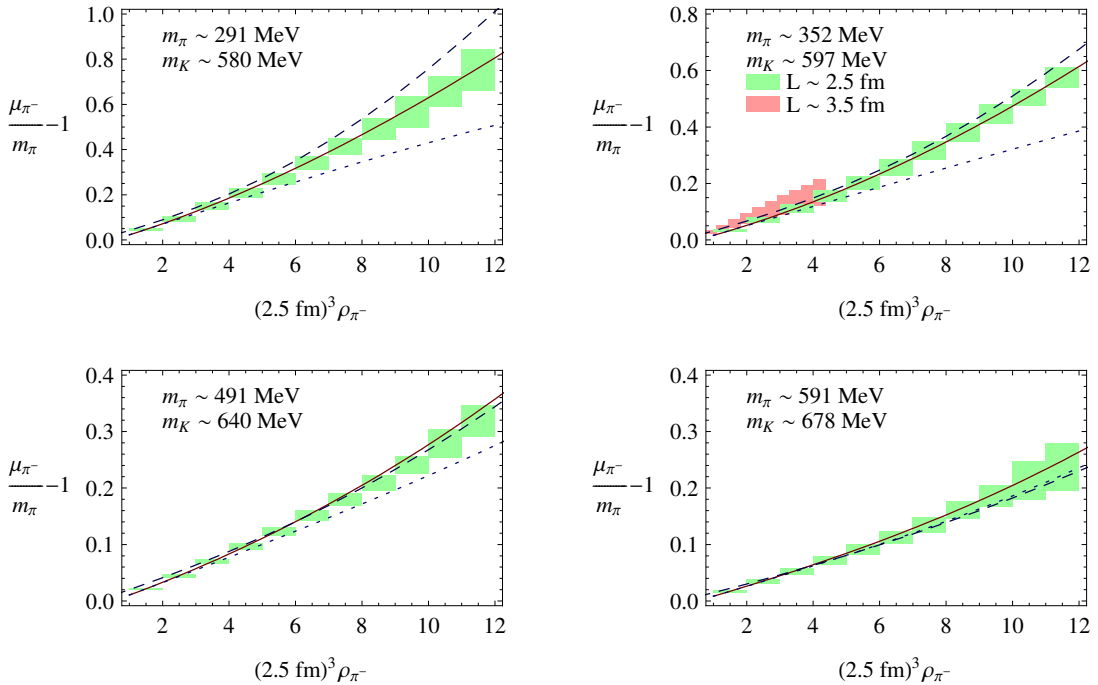 1.0
0.8
0.6
0.4
0.2
0.0
m_π ~ 291 MeV
m_K ~ 580 MeV
μ_π⁻ / m_π −1
2 4 6 8 10 12
(2.5 fm)³ρ_π⁻
0.8
0.6
0.4
0.2
0.0
m_π ~ 352 MeV
m_K ~ 597 MeV
L ~ 2.5 fm
L ~ 3.5 fm
μ_π⁻ / m_π −1
2 4 6 8 10 12
(2.5 fm)³ρ_π⁻
0.4
0.3
0.2
0.1
0.0
m_π ~ 491 MeV
m_K ~ 640 MeV
μ_π⁻ / m_π −1
2 4 6 8 10 12
(2.5 fm)³ρ_π⁻
0.4
0.3
0.2
0.1
0.0
m_π ~ 591 MeV
m_K ~ 678 MeV
μ_π⁻ / m_π −1
2 4 6 8 10 12
(2.5 fm)³ρ_π⁻